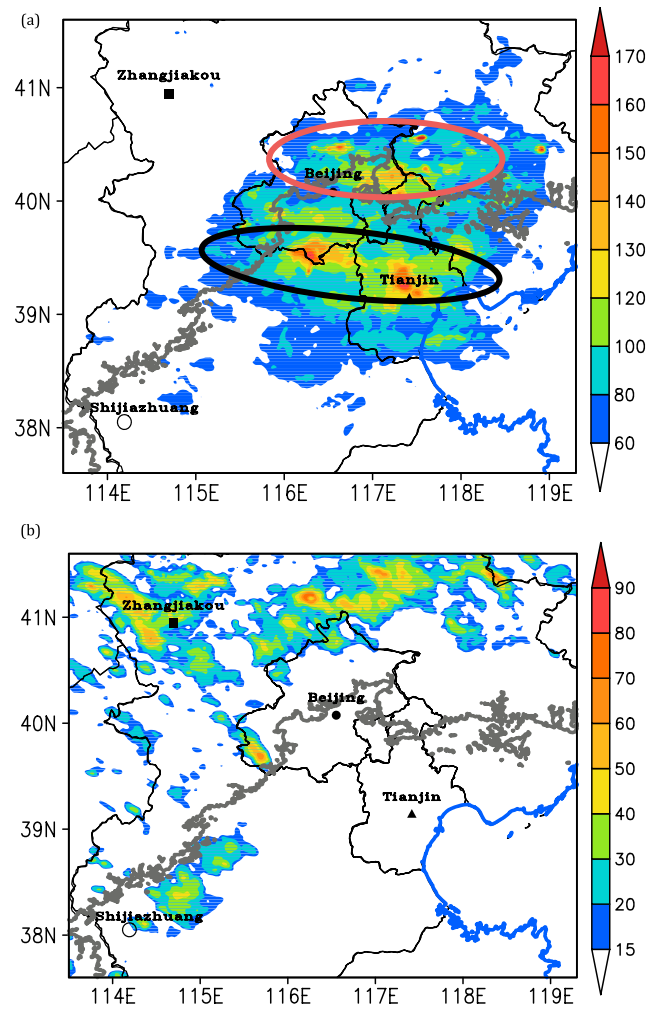 (a)
41N
40N
39N
38N
114E 115E 116E 117E 118E 119E
Zhangjiakou
Beijing
Tianjin
Shijiazhuang
170
160
150
140
130
120
100
80
60
(b)
41N
40N
39N
38N
114E 115E 116E 117E 118E 119E
Zhangjiakou
Beijing
Tianjin
Shijiazhuang
90
80
70
60
50
40
30
20
15